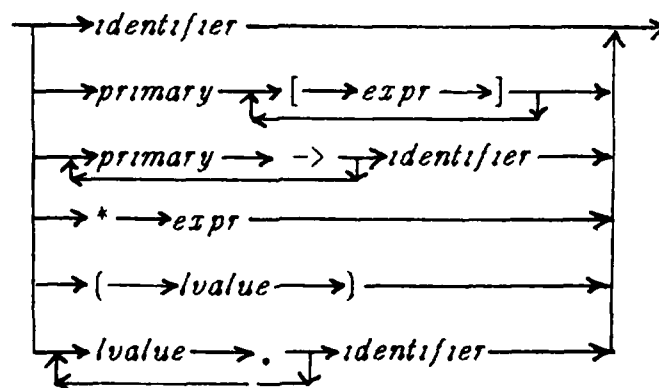 identifier
primary [ expr ]
primary -> identifier
* expr
( lvalue )
lvalue . identifier